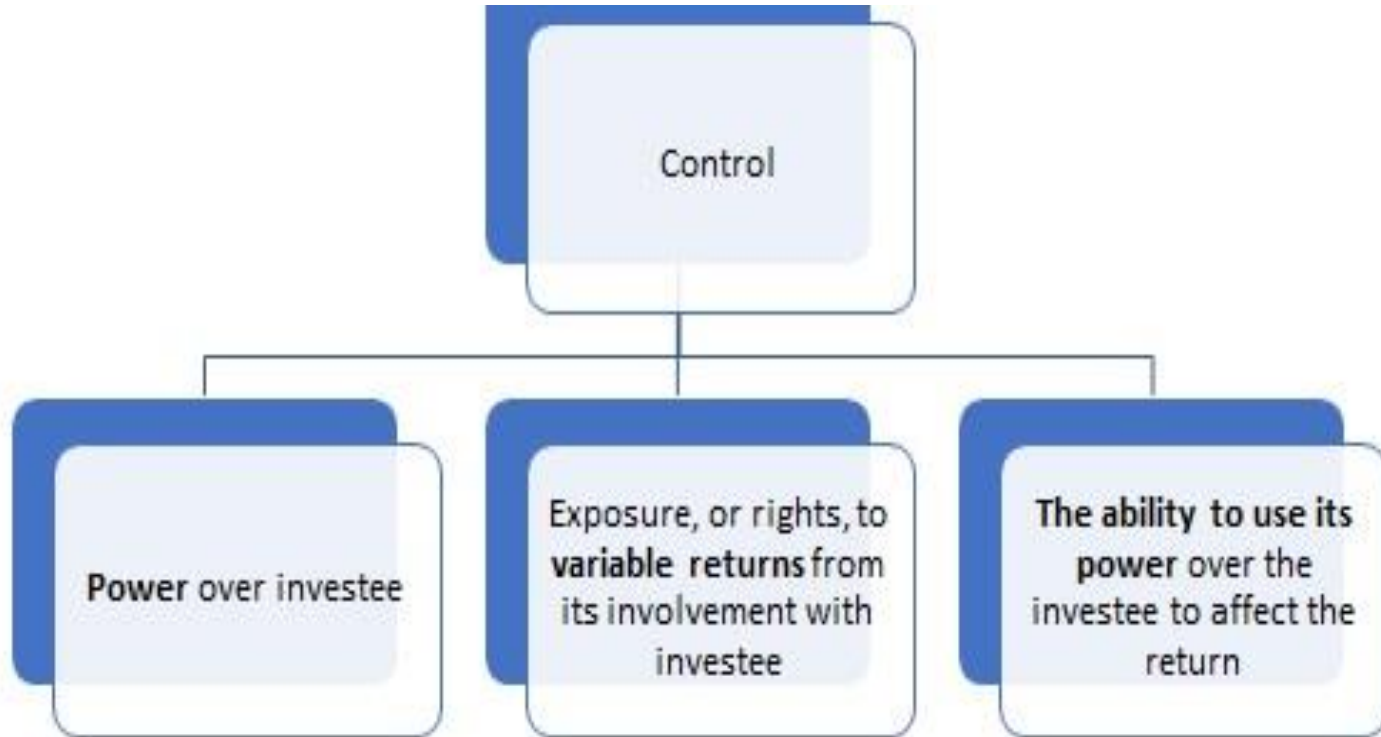 Control
Power over investee
Exposure, or rights, to
variable returns from
its involvement with
investee
The ability to use its
power over the
investee to affect the
return